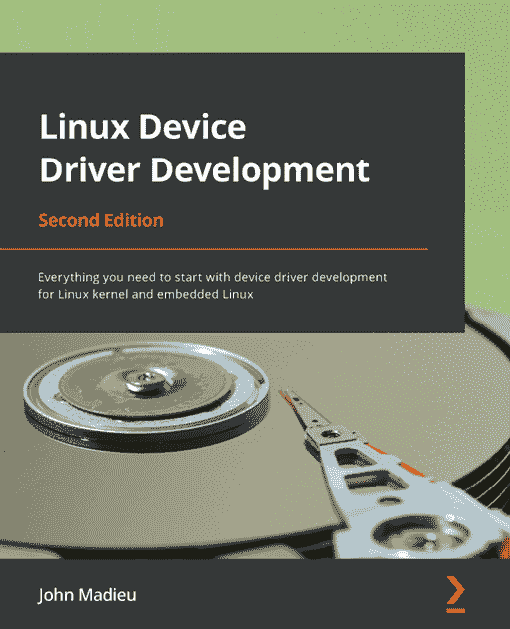 Linux Device
Driver Development
Second Edition
Everything you need to start with device driver development
for Linux kernel and embedded Linux
John Madieu